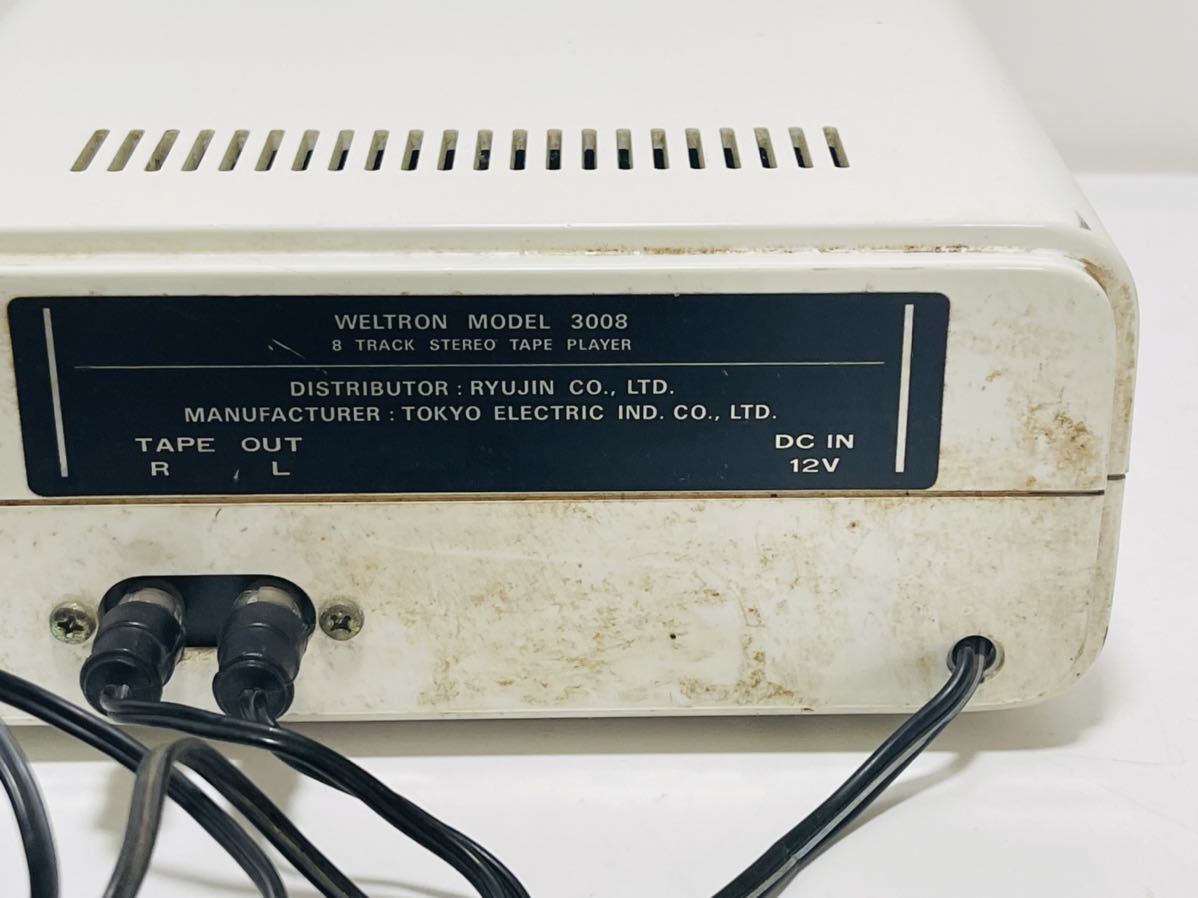 WELTRON MODEL 3008
8 TRACK STEREO TAPE PLAYER
DISTRIBUTOR : RYUJIN CO., LTD.
MANUFACTURER : TOKYO ELECTRIC IND. CO., LTD.
TAPE OUT
R L
DC IN
12V